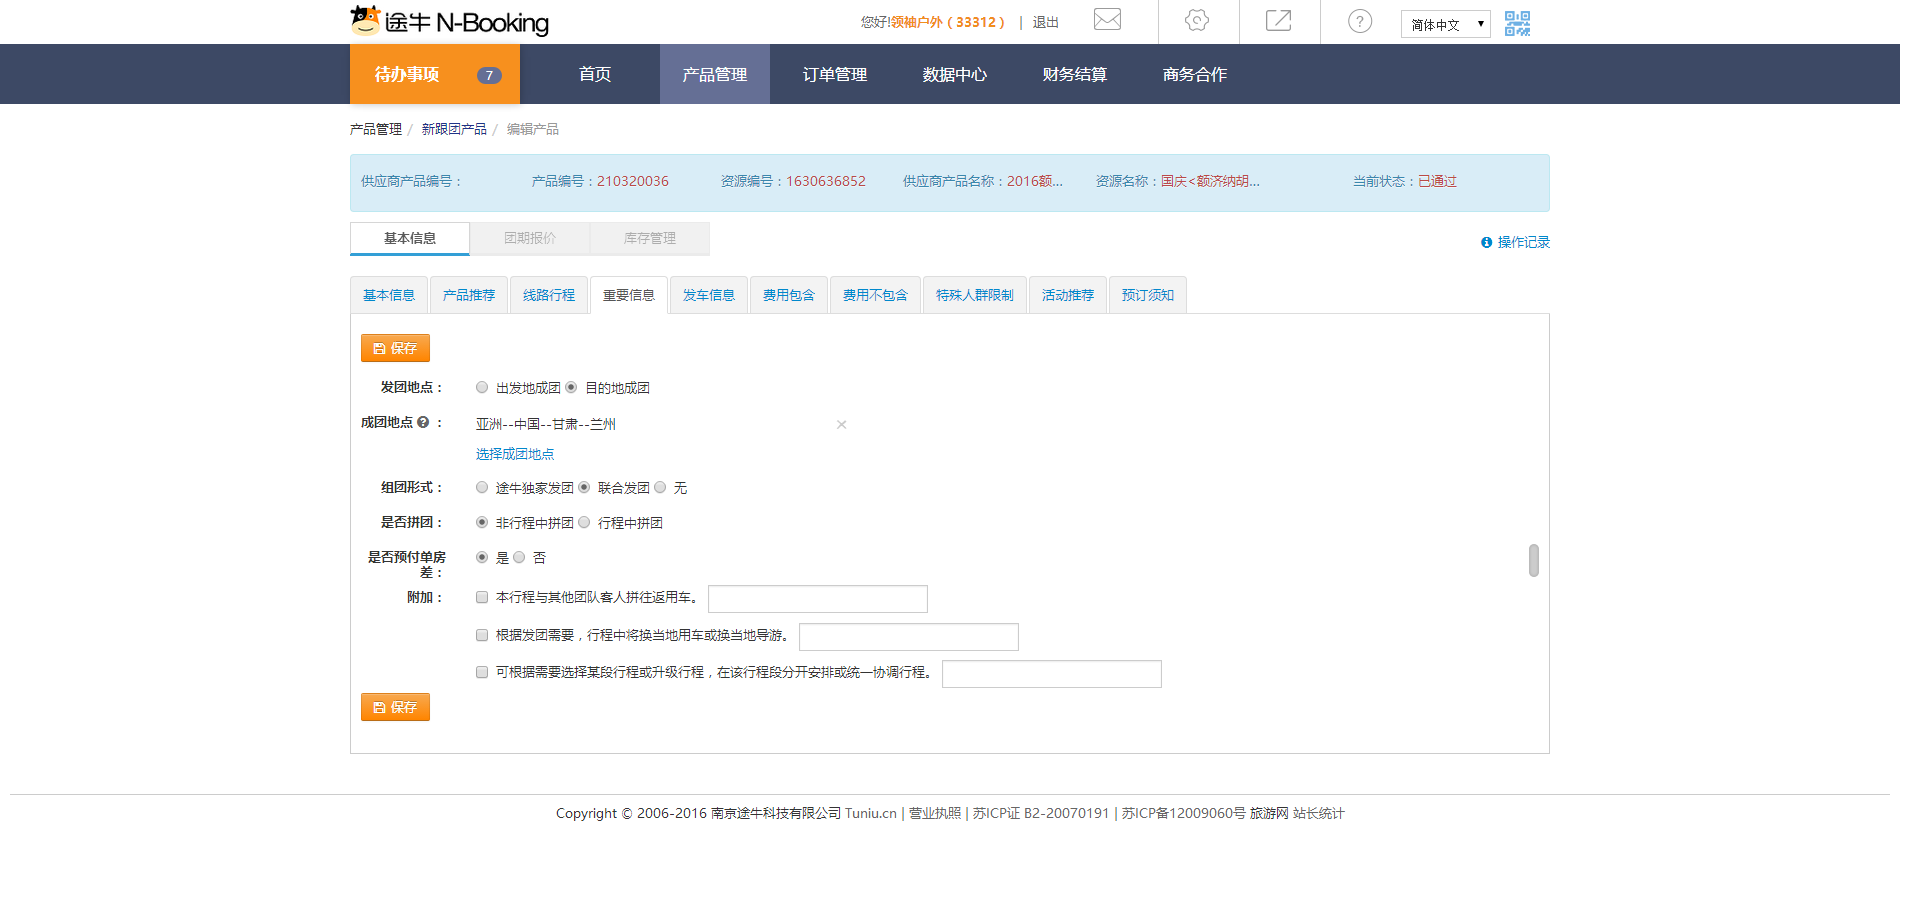 途牛 N-Booking
您好!领袖户外（33312） | 退出
简体中文
待办事项 7 首页 产品管理 订单管理 数据中心 财务结算 商务合作
产品管理 / 新跟团产品 / 编辑产品
供应商产品编号： 产品编号：210320036 资源编号：1630636852 供应商产品名称：2016额... 资源名称：国庆<额济纳胡... 当前状态：已通过
基本信息 团期报价 库存管理 操作记录
基本信息 产品推荐 线路行程 重要信息 发车信息 费用包含 费用不包含 特殊人群限制 活动推荐 预订须知
保存
发团地点： 出发地成团 目的地成团
成团地点 ： 亚洲--中国--甘肃--兰州 ×
选择成团地点
组团形式： 途牛独家发团 联合发团 无
是否拼团： 非行程中拼团 行程中拼团
是否预付单房
差： 是 否
附加： 本行程与其他团队客人拼往返用车。
根据发团需要，行程中将换当地用车或换当地导游。
可根据需要选择某段行程或升级行程，在该行程段分开安排或统一协调行程。
保存
Copyright © 2006-2016 南京途牛科技有限公司 Tuniu.cn | 营业执照 | 苏ICP证 B2-20070191 | 苏ICP备12009060号 旅游网 站长统计